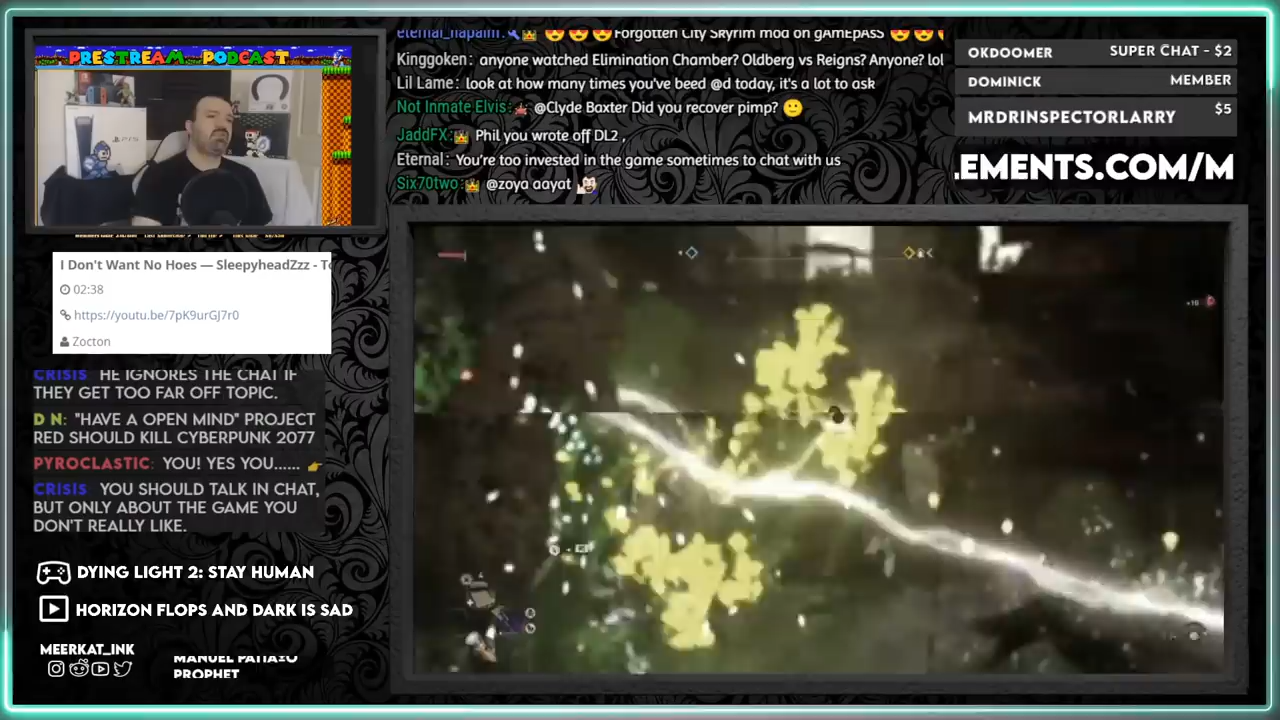 PRESTREAM PODCAST
eternal_napalm: Forgotten City Skyrim mod on gamEpass
Kinggoken: anyone watched Elimination Chamber? Oldberg vs Reigns? Anyone? lol
Lil Lame: look at how many times you've beed @d today, it's a lot to ask
Not Inmate Elvis: @Clyde Baxter Did you recover pimp?
JaddFX: Phil you wrote off DL2 ,
Eternal: You're too invested in the game sometimes to chat with us
Six70two: @zoya aayat
OKDOOMER SUPER CHAT - $2
DOMINICK MEMBER
MRDRINSPECTORLARRY $5
.EMENTS.COM/M
I Don't Want No Hoes — SleepyheadZzz - To
02:38
https://youtu.be/7pK9urGJ7r0
Zocton
CRISIS HE IGNORES THE CHAT IF
THEY GET TOO FAR OFF TOPIC.
D N: "HAVE A OPEN MIND" PROJECT
RED SHOULD KILL CYBERPUNK 2077
PYROCLASTIC: YOU! YES YOU......
CRISIS YOU SHOULD TALK IN CHAT,
BUT ONLY ABOUT THE GAME YOU
DON'T REALLY LIKE.
DYING LIGHT 2: STAY HUMAN
HORIZON FLOPS AND DARK IS SAD
MEERKAT_INK
PROPHET
+10